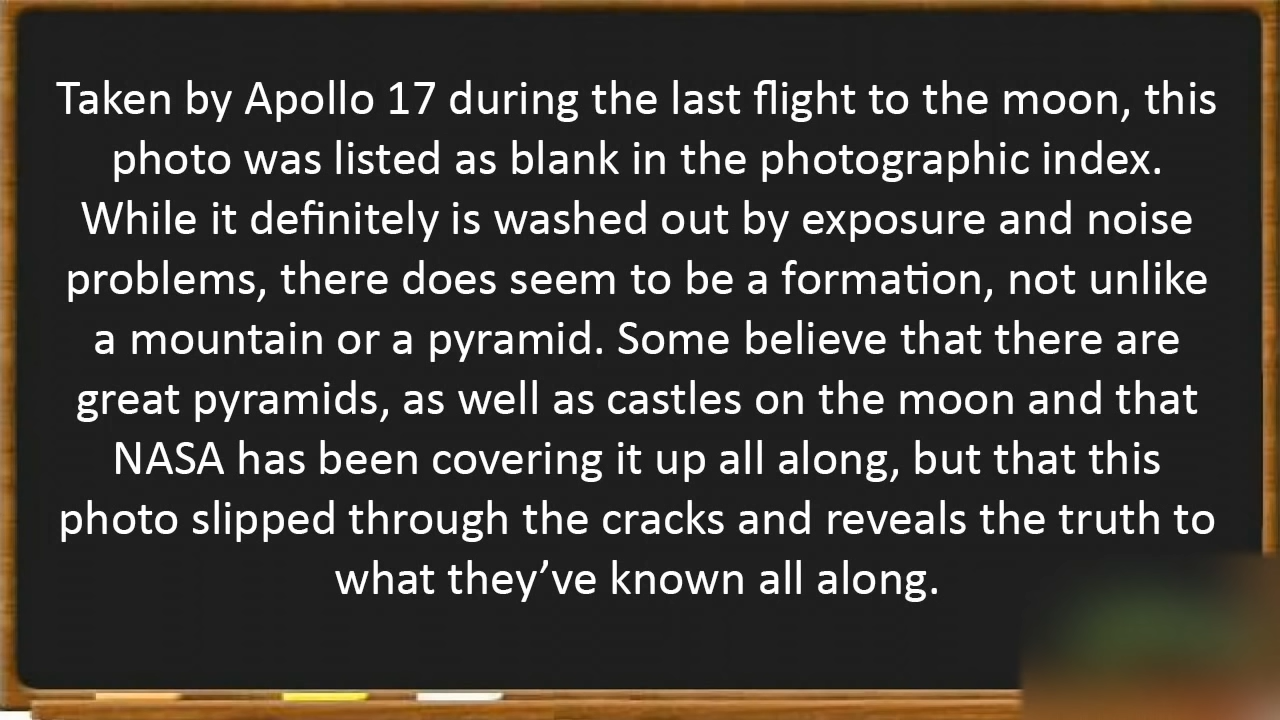 Taken by Apollo 17 during the last flight to the moon, this
photo was listed as blank in the photographic index.
While it definitely is washed out by exposure and noise
problems, there does seem to be a formation, not unlike
a mountain or a pyramid. Some believe that there are
great pyramids, as well as castles on the moon and that
NASA has been covering it up all along, but that this
photo slipped through the cracks and reveals the truth to
what they’ve known all along.